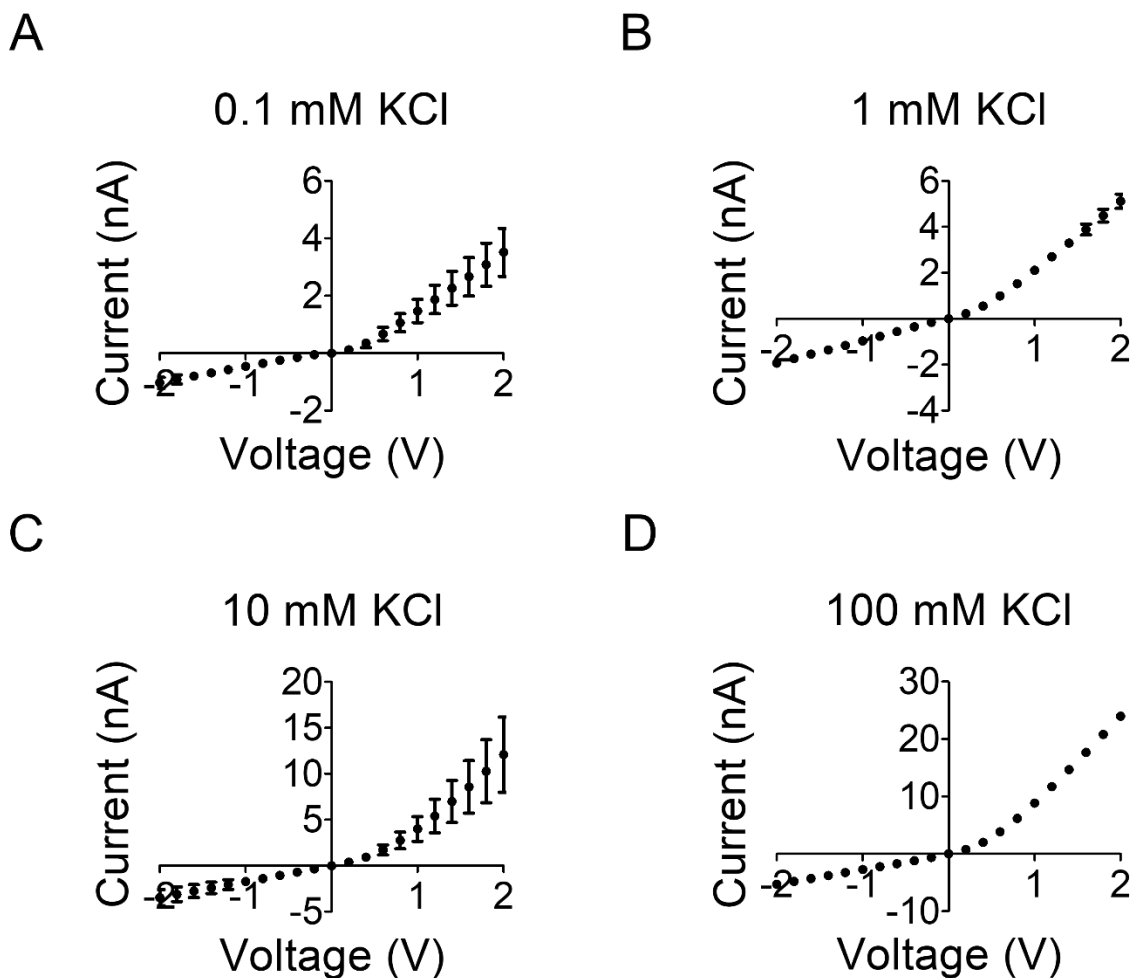 A
0.1 mM KCl
Current (nA)
6
4
2
-2
-2
-1
1
2
Voltage (V)
B
1 mM KCl
Current (nA)
6
4
2
-2
-4
-2
-1
1
2
Voltage (V)
C
10 mM KCl
Current (nA)
20
15
10
5
-5
-2
-1
1
2
Voltage (V)
D
100 mM KCl
Current (nA)
30
20
10
-10
-2
-1
1
2
Voltage (V)